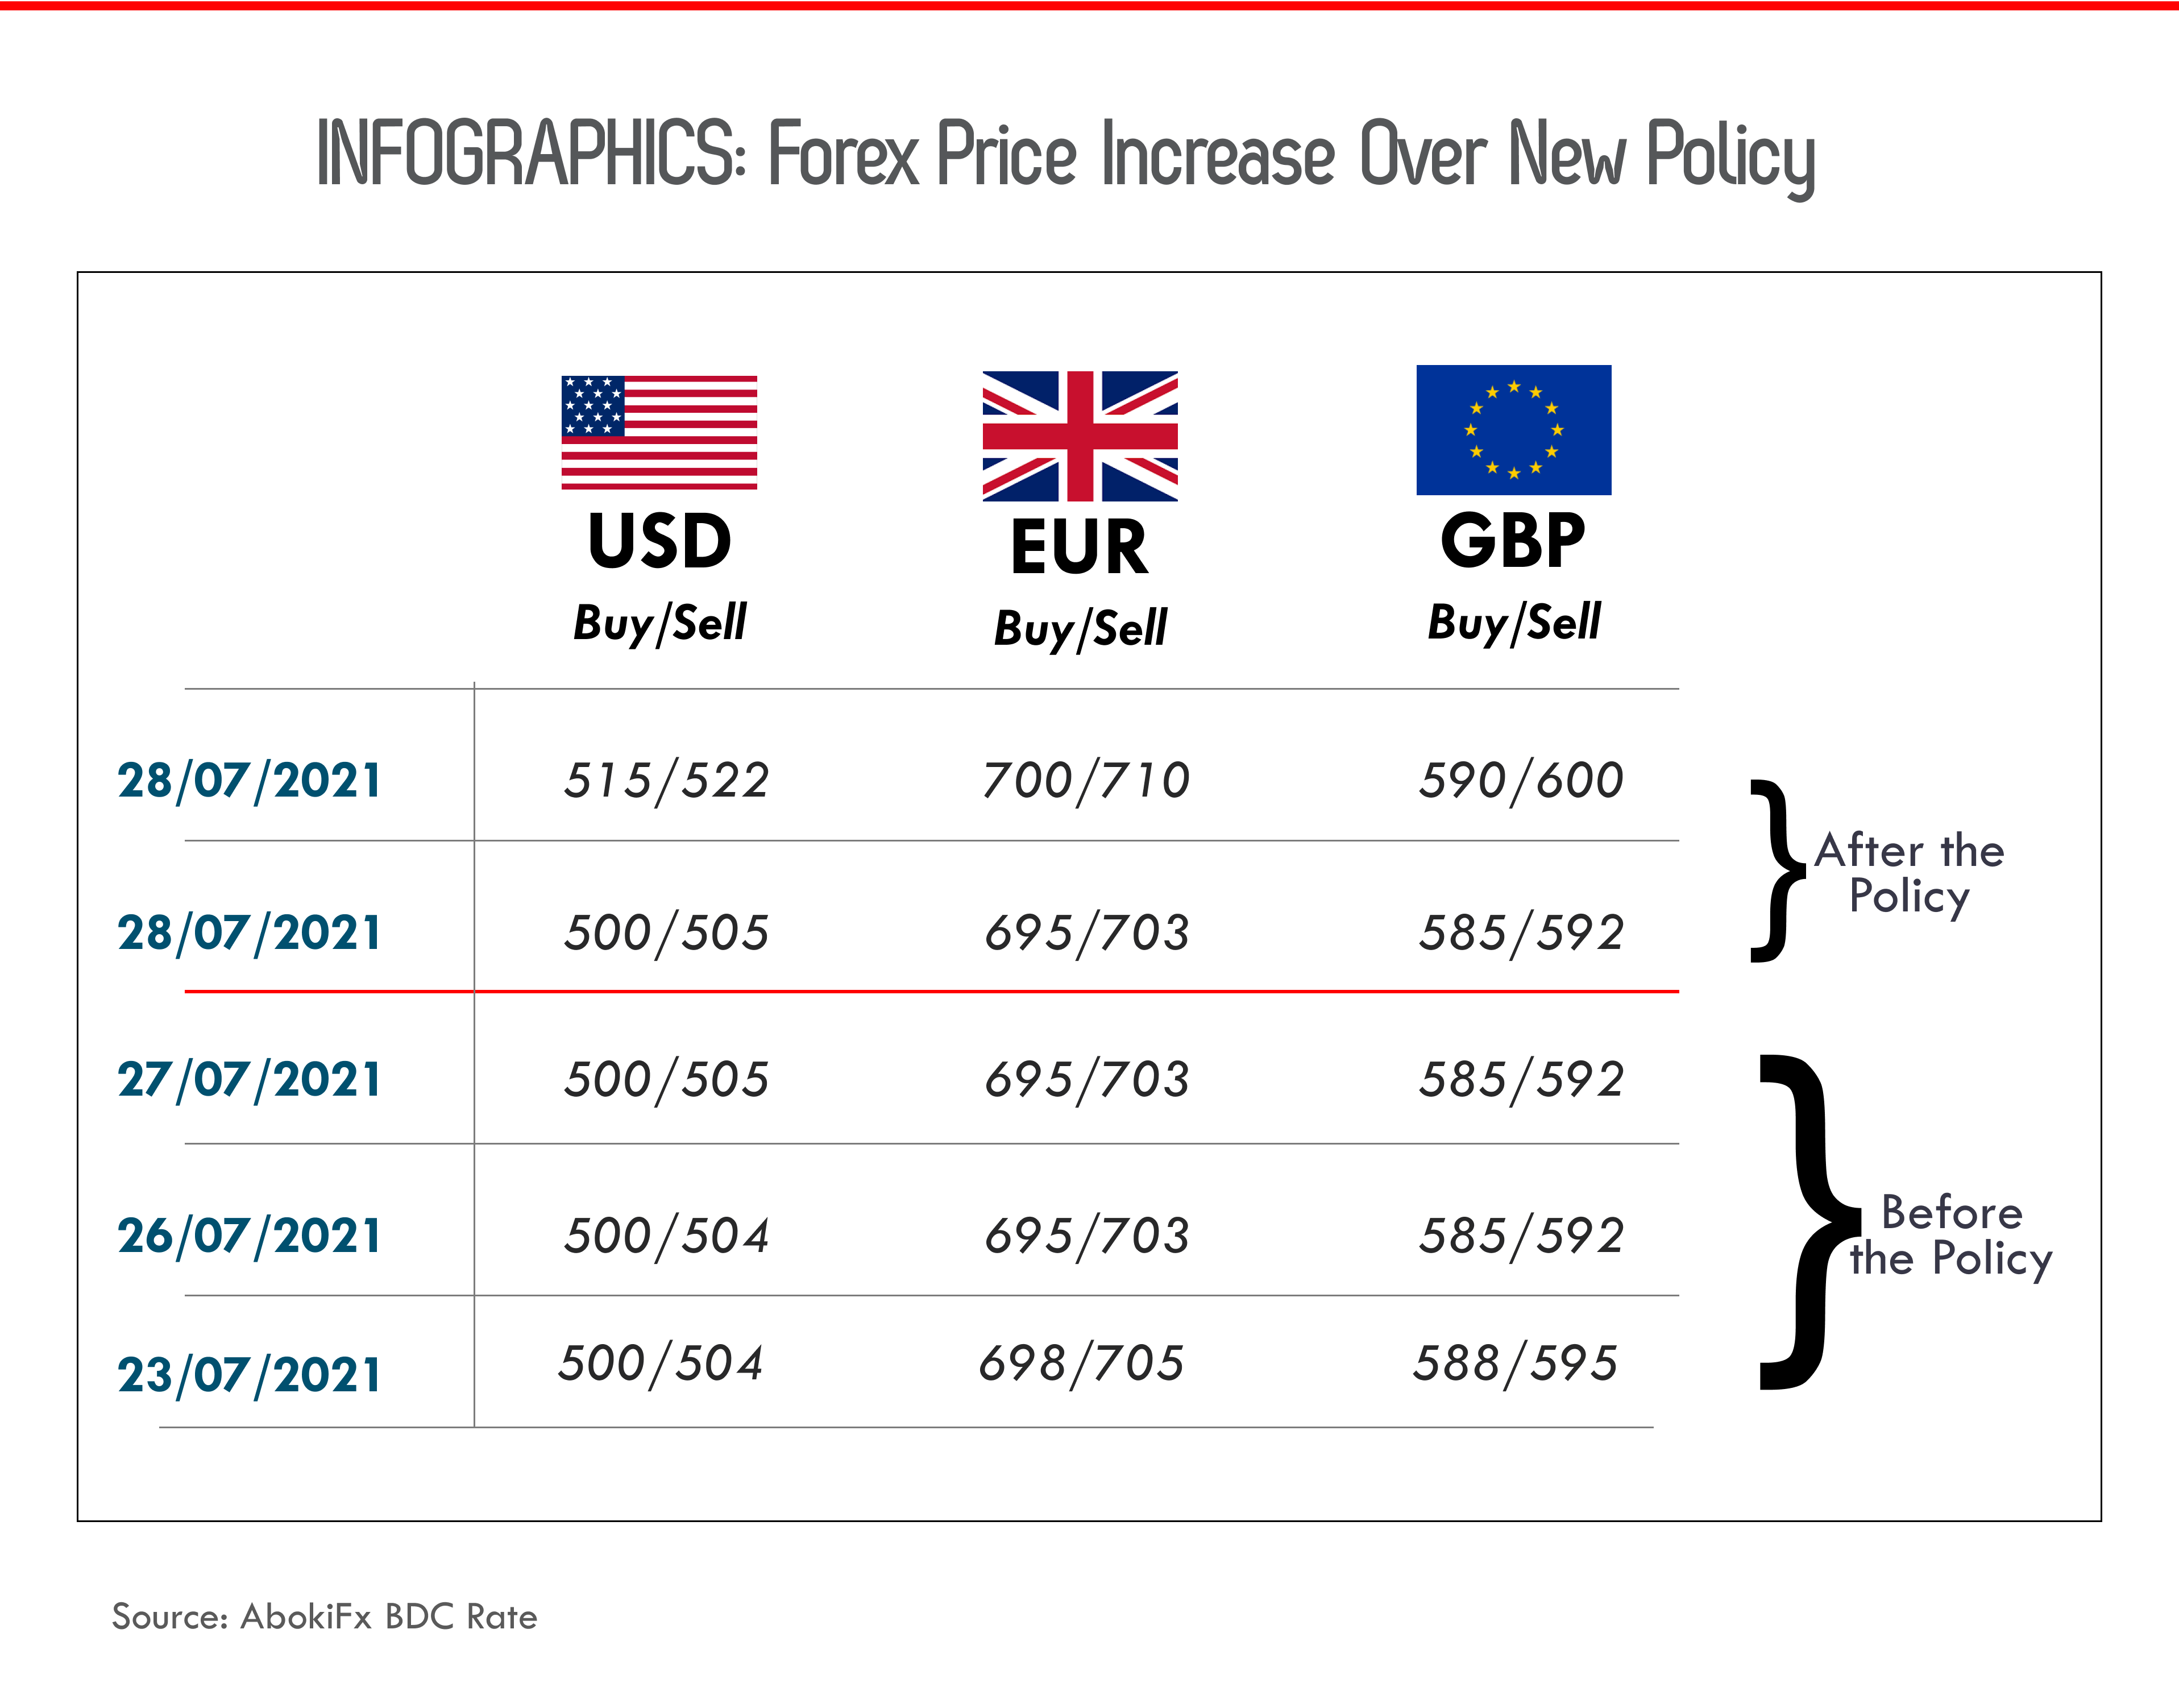 INFOGRAPHICS: Forex Price Increase Over New Policy
USD EUR GBP
Buy/Sell Buy/Sell Buy/Sell
28/07/2021 515/522 700/710 590/600
After the
Policy
28/07/2021 500/505 695/703 585/592
27/07/2021 500/505 695/703 585/592
Before
the Policy
26/07/2021 500/504 695/703 585/592
23/07/2021 500/504 698/705 588/595
Source: AbokiFx BDC Rate